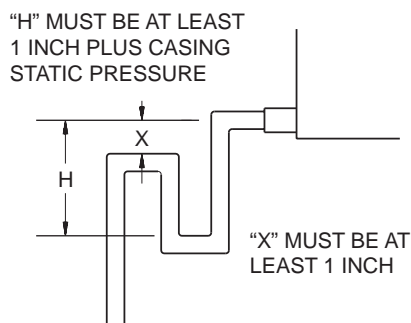 “H” MUST BE AT LEAST
1 INCH PLUS CASING
STATIC PRESSURE
X
H
“X” MUST BE AT
LEAST 1 INCH